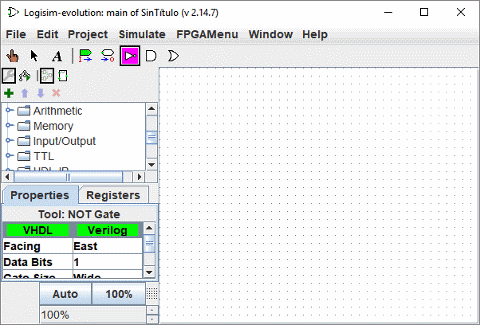 Logisim-evolution: main of SinTítulo (v 2.14.7)
File Edit Project Simulate FPGAMenu Window Help
A
Arithmetic
Memory
Input/Output
TTL
HDL-IP
Properties Registers
Tool: NOT Gate
VHDL Verilog
Facing East
Data Bits 1
Gate Size Wide
Auto 100%
100%